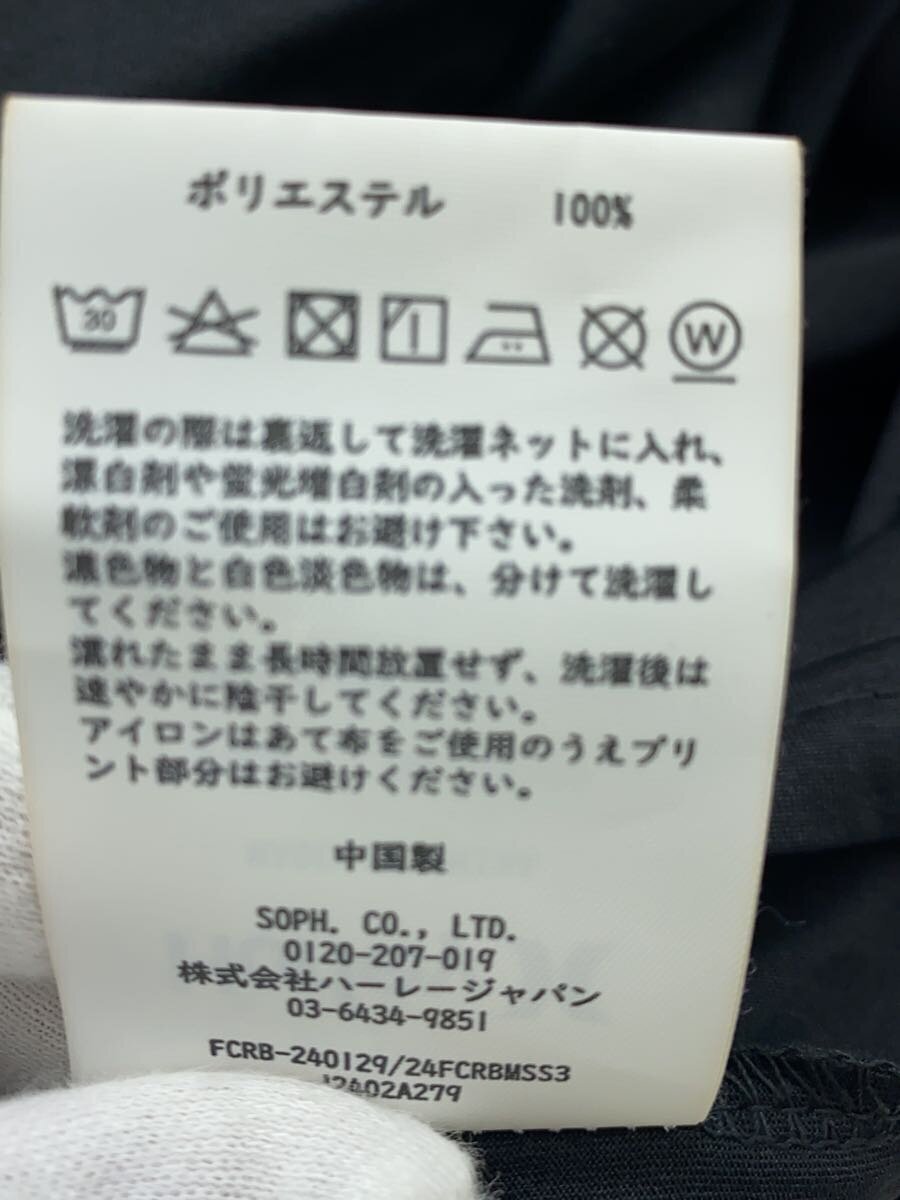 ポリエステル 100%
30
W
洗濯の際は裏返して洗濯ネットに入れ、
漂白剤や蛍光増白剤の入った洗剤、柔
軟剤のご使用はお避け下さい。
濃色物と白色淡色物は、分けて洗濯し
てください。
濡れたまま長時間放置せず、洗濯後は
速やかに陰干してください。
アイロンはあて布をご使用のうえプリ
ント部分はお避けください。
中国製
SOPH. CO., LTD.
0120-207-019
株式会社ハーレージャパン
03-6434-9851
FCRB-240129/24FCRBMSS3
J2402A279